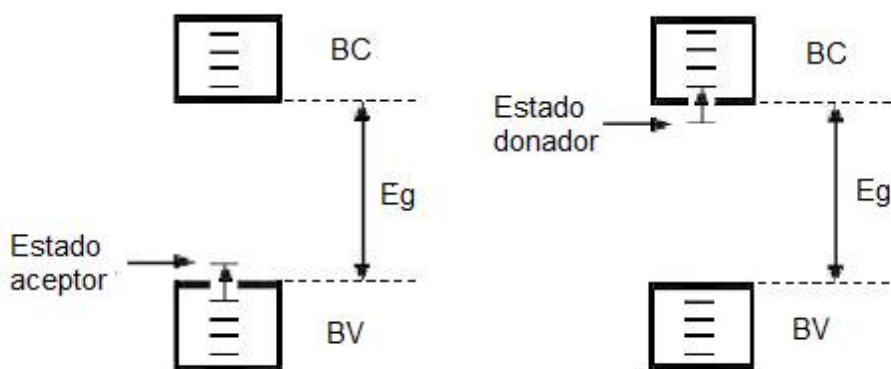 BC
Eg
Estado
aceptor
BV
BC
Estado
donador
Eg
BV